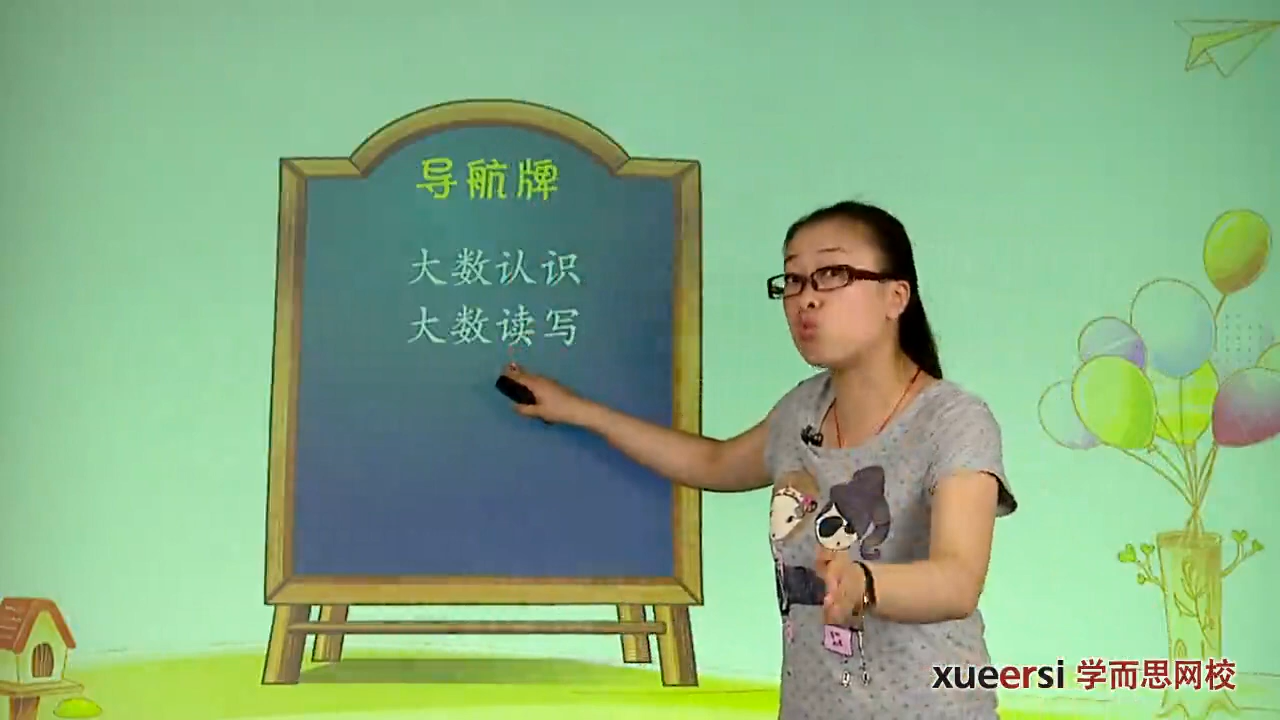 导航牌
大数认识
大数读写
xueersi 学而思网校